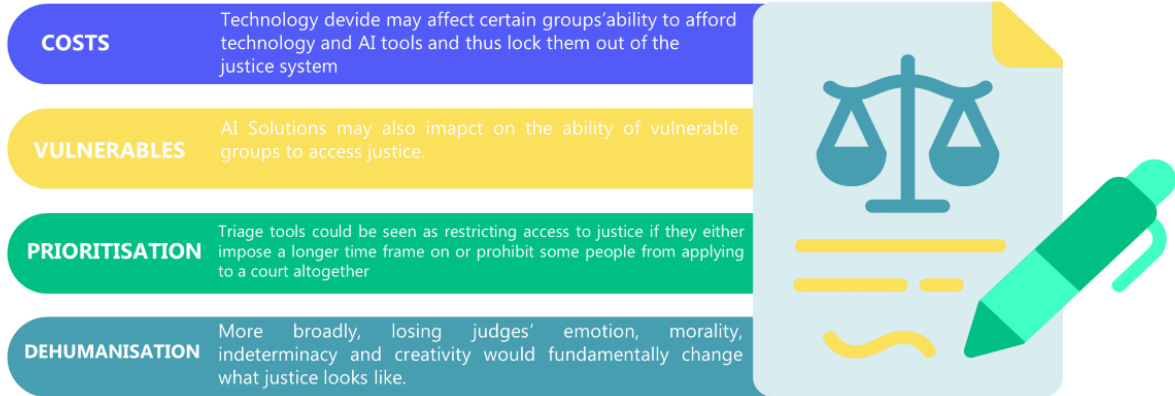 COSTS
Technology devide may affect certain groups'ability to afford
technology and AI tools and thus lock them out of the
justice system
VULNERABLES
AI Solutions may also imapct on the ability of vulnerable
groups to access justice.
PRIORITISATION
Triage tools could be seen as restricting access to justice if they either
impose a longer time frame on or prohibit some people from applying
to a court altogether
DEHUMANISATION
More broadly, losing judges' emotion, morality,
indeterminacy and creativity would fundamentally change
what justice looks like.